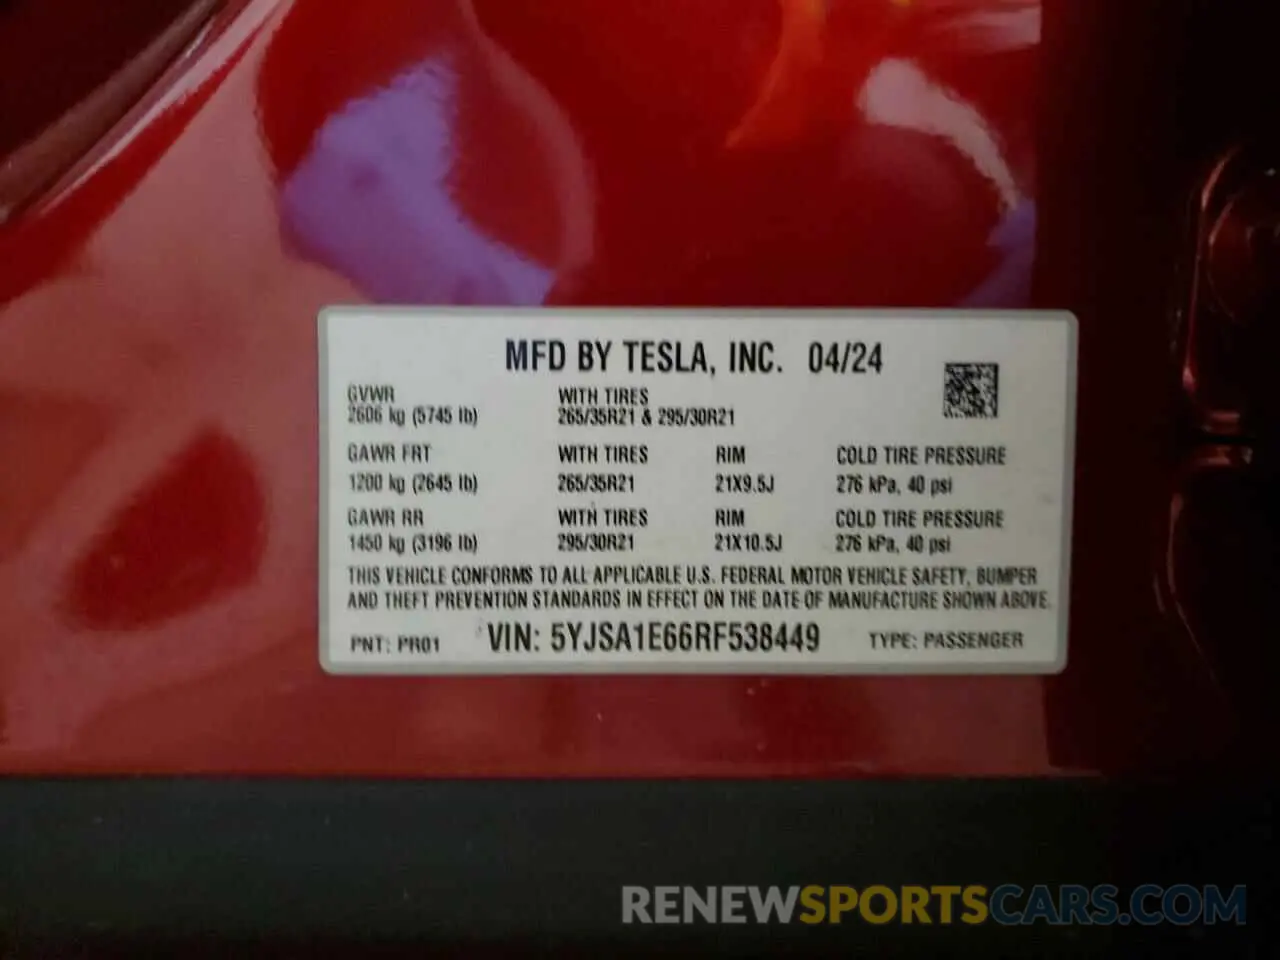 MFD BY TESLA, INC. 04/24
GVWR WITH TIRES
2606 kg (5745 lb) 265/35R21 & 295/30R21
GAWR FRT WITH TIRES RIM COLD TIRE PRESSURE
1200 kg (2645 lb) 265/35R21 21X9.5J 276 kPa, 40 psi
GAWR RR WITH TIRES RIM COLD TIRE PRESSURE
1450 kg (3196 lb) 295/30R21 21X10.5J 276 kPa, 40 psi
THIS VEHICLE CONFORMS TO ALL APPLICABLE U.S. FEDERAL MOTOR VEHICLE SAFETY, BUMPER
AND THEFT PREVENTION STANDARDS IN EFFECT ON THE DATE OF MANUFACTURE SHOWN ABOVE.
PNT: PR01 VIN: 5YJSA1E66RF538449 TYPE: PASSENGER
RENEWSPORTSCARS.COM